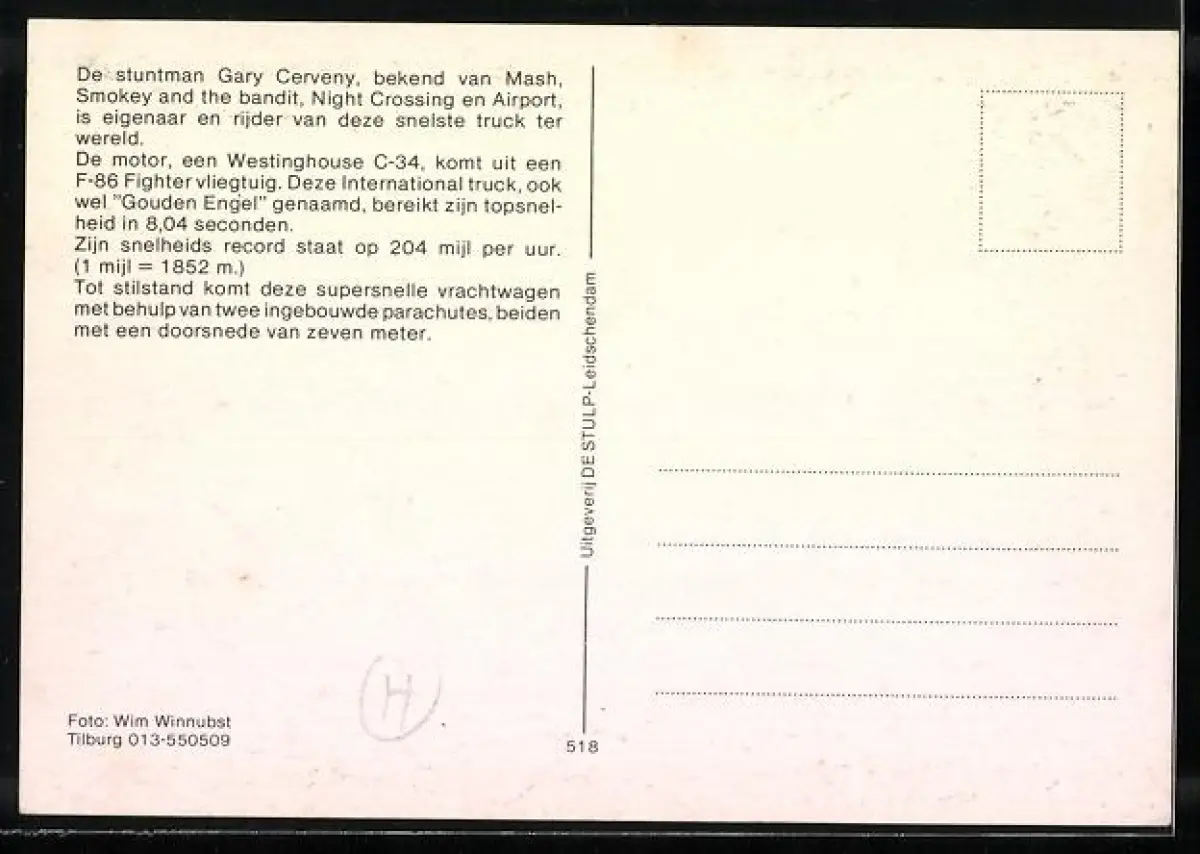 De stuntman Gary Cerveny, bekend van Mash,
Smokey and the bandit, Night Crossing en Airport,
is eigenaar en rijder van deze snelste truck ter
wereld.
De motor, een Westinghouse C-34, komt uit een
F-86 Fighter vliegtuig. Deze International truck, ook
wel "Gouden Engel" genaamd, bereikt zijn topsnel-
heid in 8,04 seconden.
Zijn snelheids record staat op 204 mijl per uur.
(1 mijl = 1852 m.)
Tot stilstand komt deze supersnelle vrachtwagen
met behulp van twee ingebouwde parachutes, beiden
met een doorsnede van zeven meter.
Uitgeverij DE STULP-Leidschendam
H
Foto: Wim Winnubst
Tilburg 013-550509
518